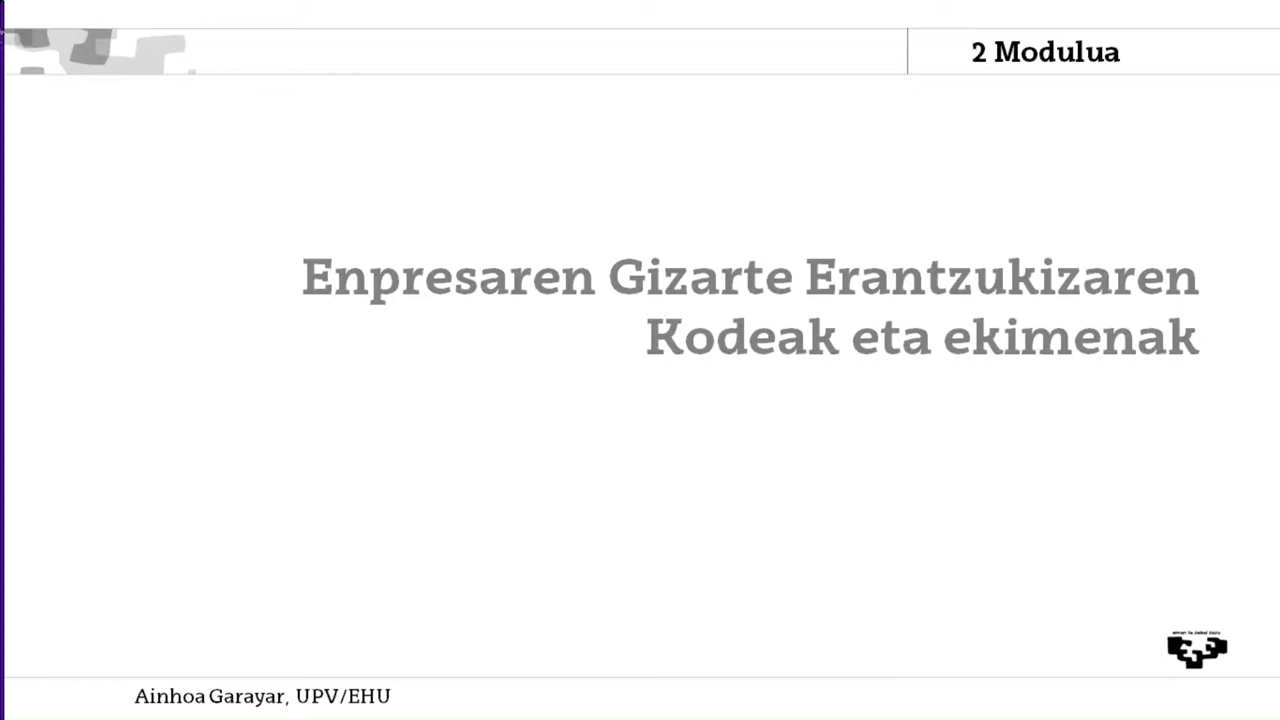 2 Modulua
Enpresaren Gizarte Erantzukizaren
Kodeak eta ekimenak
Ainhoa Garayar, UPV/EHU